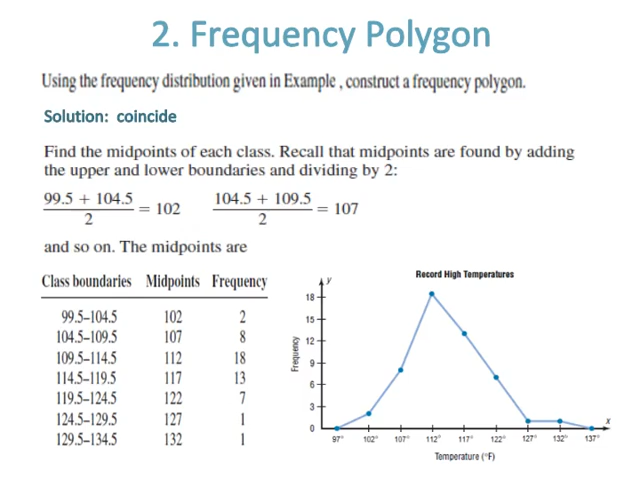 2. Frequency Polygon
Using the frequency distribution given in Example , construct a frequency polygon.
Solution: coincide
Find the midpoints of each class. Recall that midpoints are found by adding
the upper and lower boundaries and dividing by 2:
99.5 + 104.5 / 2 = 102    104.5 + 109.5 / 2 = 107
and so on. The midpoints are
Class boundaries Midpoints Frequency
99.5–104.5 102 2
104.5–109.5 107 8
109.5–114.5 112 18
114.5–119.5 117 13
119.5–124.5 122 7
124.5–129.5 127 1
129.5–134.5 132 1
Record High Temperatures
y
18
15
12
9
6
3
0
Frequency
x
97° 102° 107° 112° 117° 122° 127° 132° 137°
Temperature (°F)